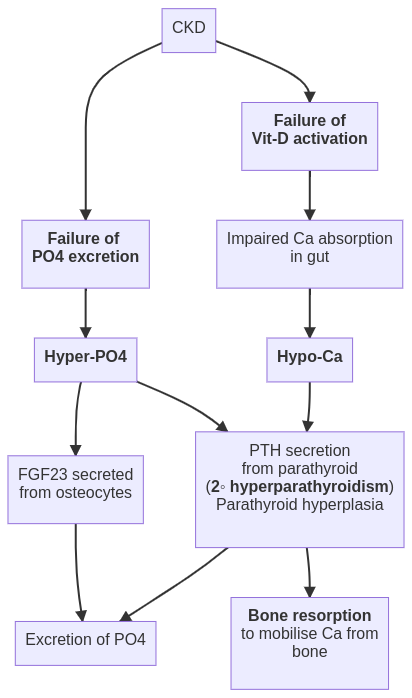 CKD
Failure of
Vit-D activation
Failure of
PO4 excretion
Impaired Ca absorption
in gut
Hyper-PO4
Hypo-Ca
PTH secretion
from parathyroid
(2◦ hyperparathyroidism)
Parathyroid hyperplasia
FGF23 secreted
from osteocytes
Excretion of PO4
Bone resorption
to mobilise Ca from
bone